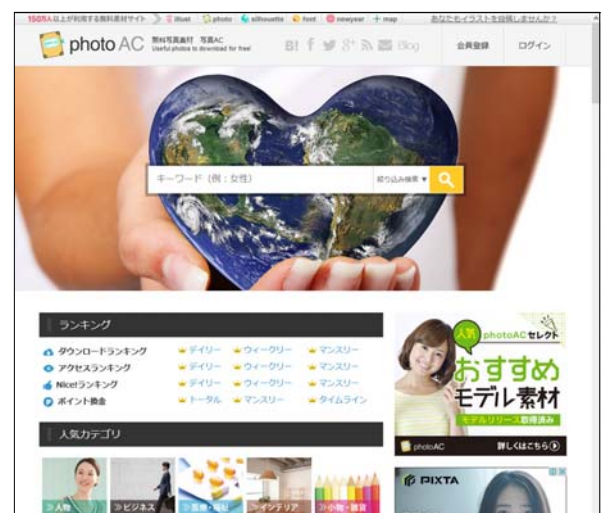 150万人以上が利用する無料素材サイト illust photo silhouette font newyear map あなたもイラストを投稿しませんか？
photo AC 無料写真素材 写真AC
Useful photos to download for free!
B! f 8+ Blog 会員登録 ログイン
キーワード（例：女性） 絞り込み検索 ▼
ランキング
ダウンロードランキング デイリー ウィークリー マンスリー
アクセスランキング デイリー ウィークリー マンスリー
Nice!ランキング デイリー ウィークリー マンスリー
ポイント換金 トータル マンスリー タイムライン
人気カテゴリ
≫人物 ≫ビジネス ≫医療・福祉 ≫インテリア ≫小物・雑貨
人気 photoACセレクト
おすすめ
モデル素材
モデルリリース取得済み
photoAC 詳しくはこちら
PIXTA